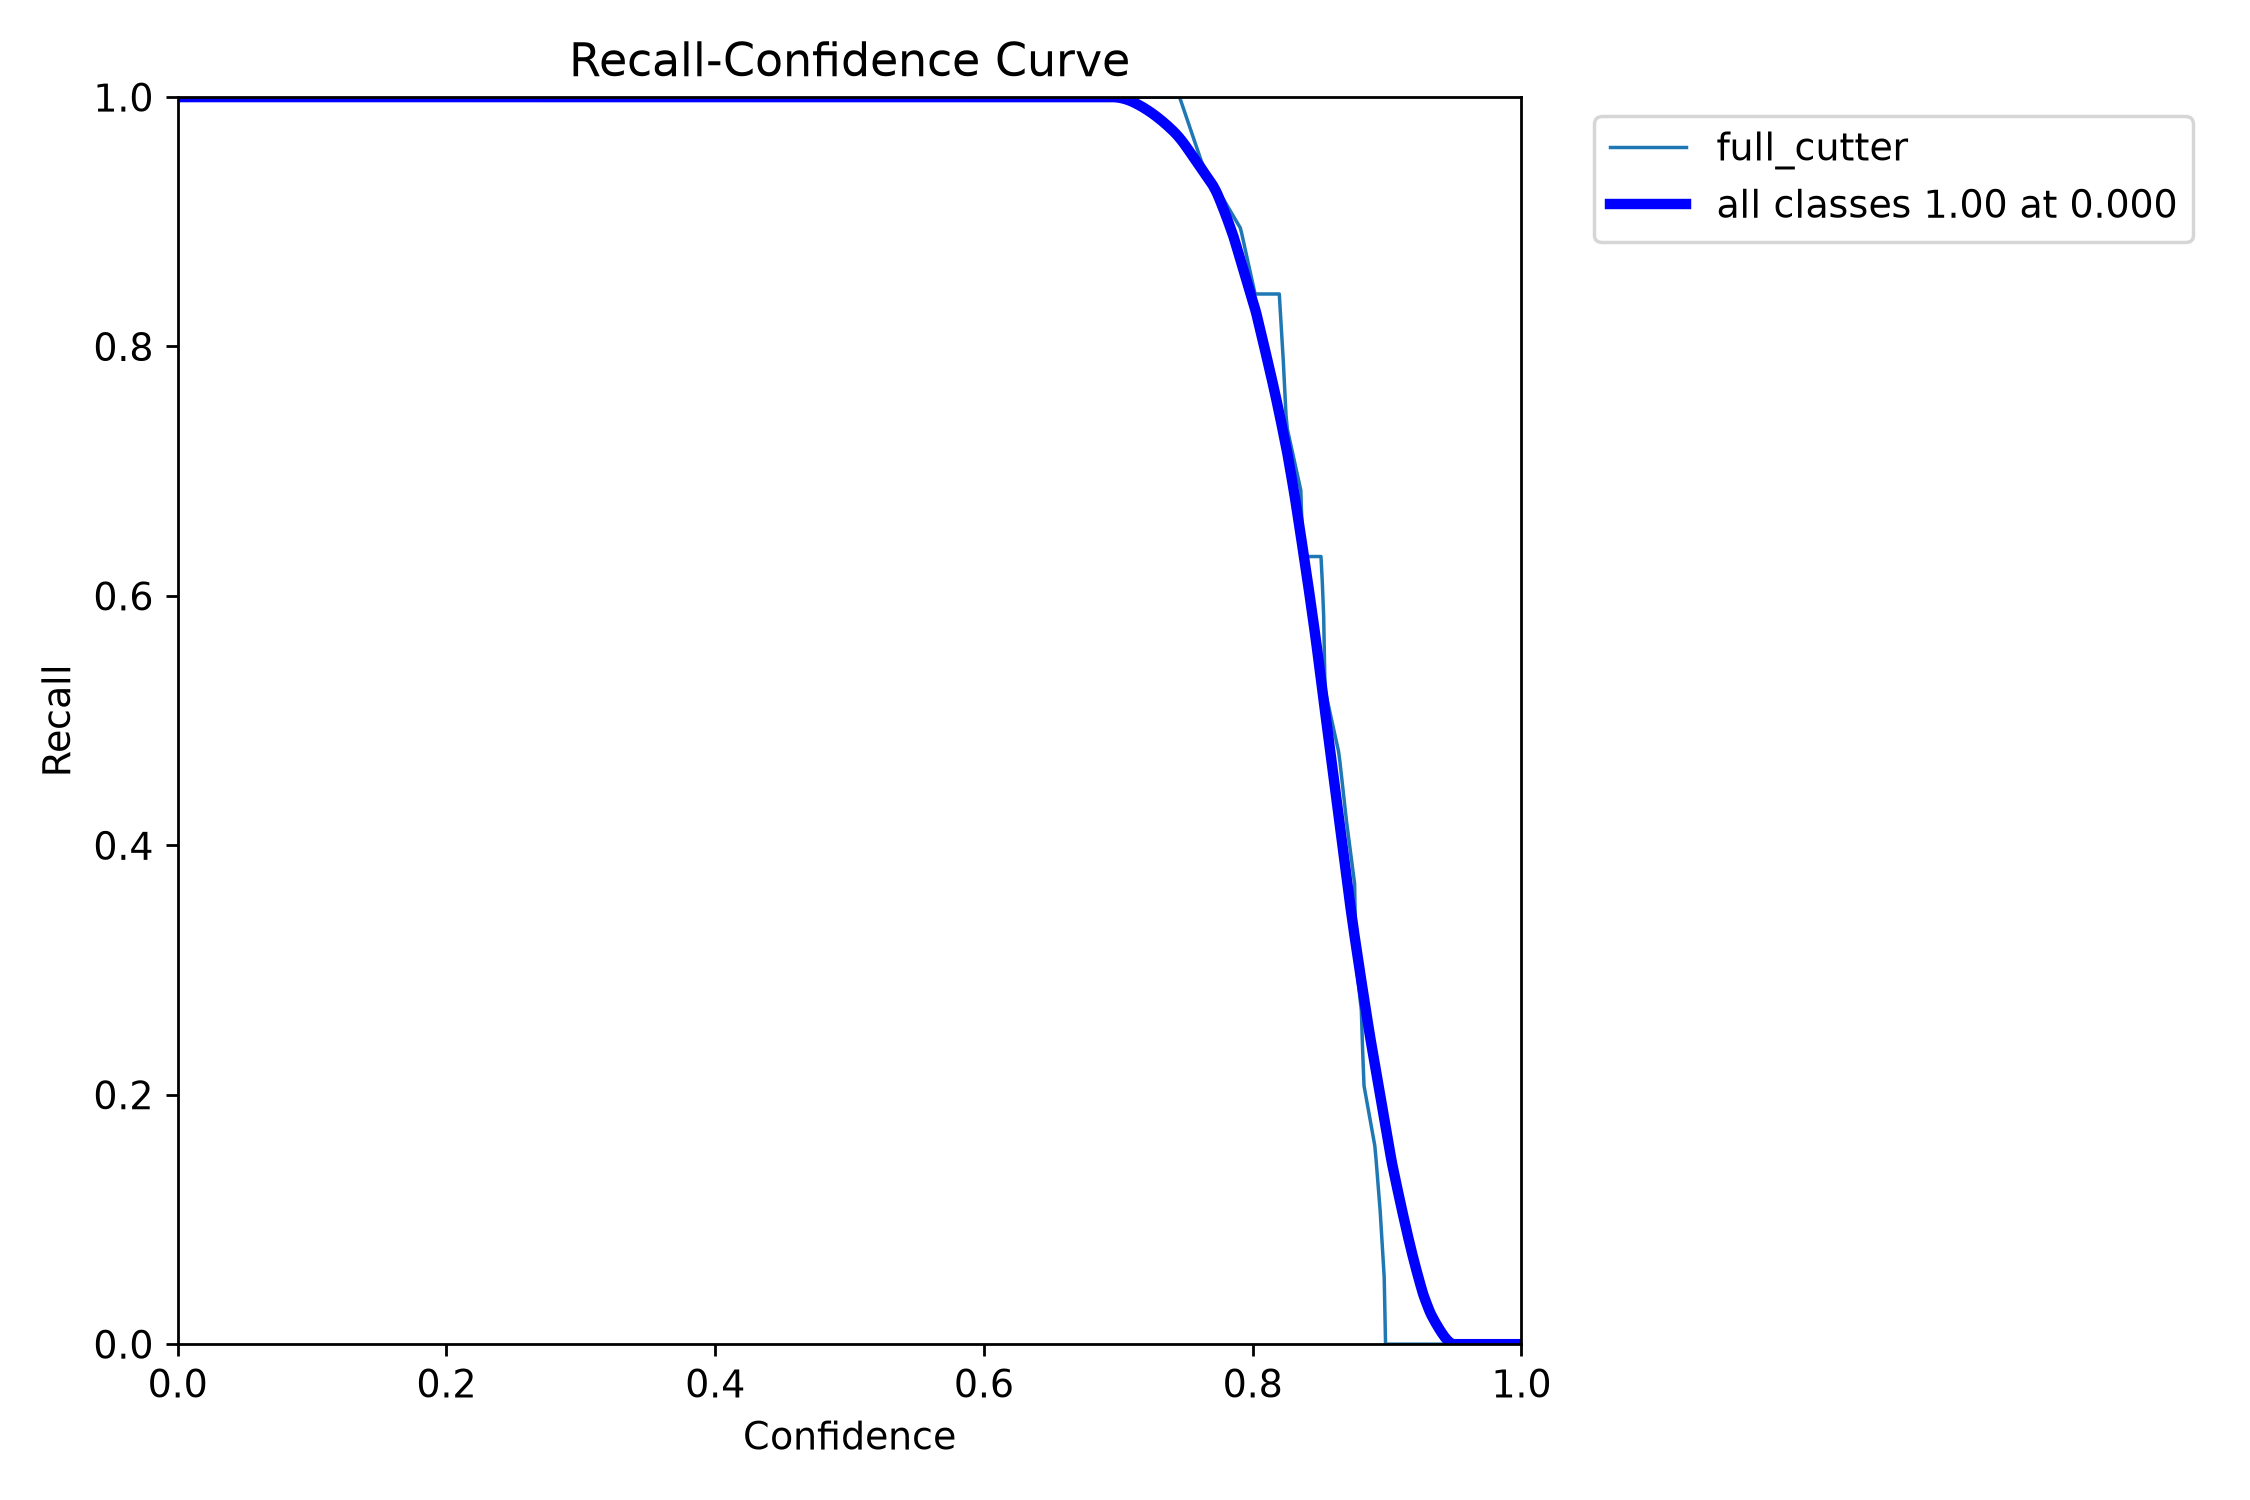 Recall-Confidence Curve
1.0
0.8
0.6
0.4
0.2
0.0
Recall
0.0 0.2 0.4 0.6 0.8 1.0
Confidence
full_cutter
all classes 1.00 at 0.000